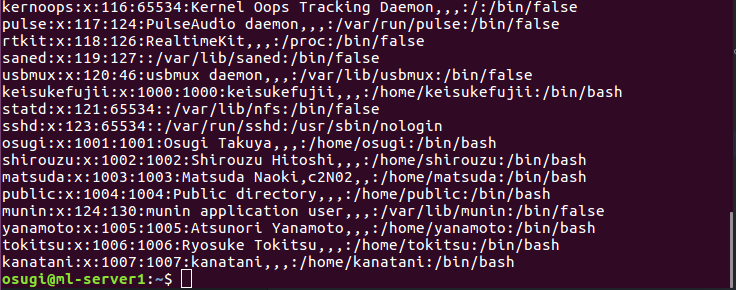 kernoops:x:116:65534:Kernel Oops Tracking Daemon,,,:/:/bin/false
pulse:x:117:124:PulseAudio daemon,,,:/var/run/pulse:/bin/false
rtkit:x:118:126:RealtimeKit,,,:/proc:/bin/false
saned:x:119:127::/var/lib/saned:/bin/false
usbmux:x:120:46:usbmux daemon,,,:/var/lib/usbmux:/bin/false
keisukefujii:x:1000:1000:keisukefujii,,,:/home/keisukefujii:/bin/bash
statd:x:121:65534::/var/lib/nfs:/bin/false
sshd:x:123:65534::/var/run/sshd:/usr/sbin/nologin
osugi:x:1001:1001:Osugi Takuya,,,:/home/osugi:/bin/bash
shirouzu:x:1002:1002:Shirouzu Hitoshi,,,:/home/shirouzu:/bin/bash
matsuda:x:1003:1003:Matsuda Naoki,c2N02,,:/home/matsuda:/bin/bash
public:x:1004:1004:Public directory,,,:/home/public:/bin/bash
munin:x:124:130:munin application user,,,:/var/lib/munin:/bin/false
yanamoto:x:1005:1005:Atsunori Yanamoto,,,:/home/yanamoto:/bin/bash
tokitsu:x:1006:1006:Ryosuke Tokitsu,,,:/home/tokitsu:/bin/bash
kanatani:x:1007:1007:kanatani,,,:/home/kanatani:/bin/bash
osugi@ml-server1:~$